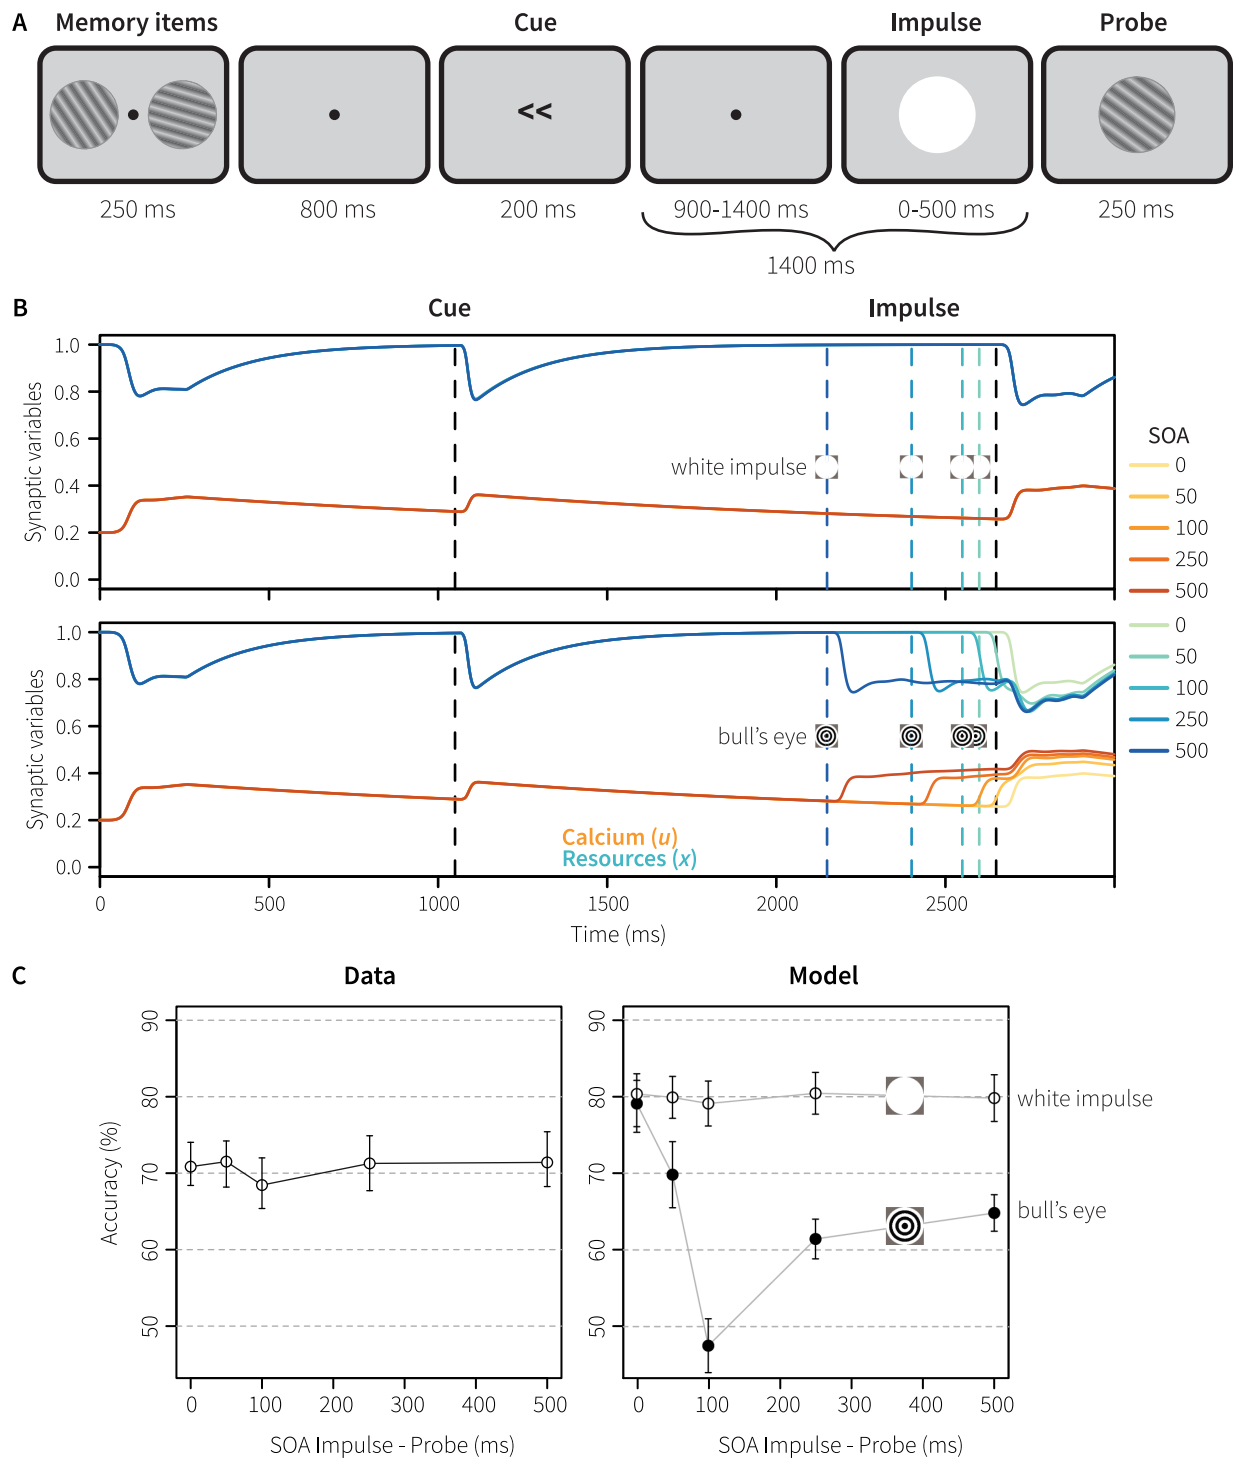 A
Memory items
Cue
Impulse
Probe
<<
250 ms
800 ms
200 ms
900-1400 ms
0-500 ms
250 ms
1400 ms
B
Cue
Impulse
Synaptic variables
1.0
0.8
0.6
0.4
0.2
0.0
white impulse
SOA
0
50
100
250
500
Synaptic variables
1.0
0.8
0.6
0.4
0.2
0.0
bull's eye
Calcium (u)
Resources (x)
0
50
100
250
500
0
500
1000
1500
2000
2500
Time (ms)
C
Data
Model
Accuracy (%)
90
80
70
60
50
0
100
200
300
400
500
SOA Impulse - Probe (ms)
90
80
70
60
50
white impulse
bull's eye
0
100
200
300
400
500
SOA Impulse - Probe (ms)